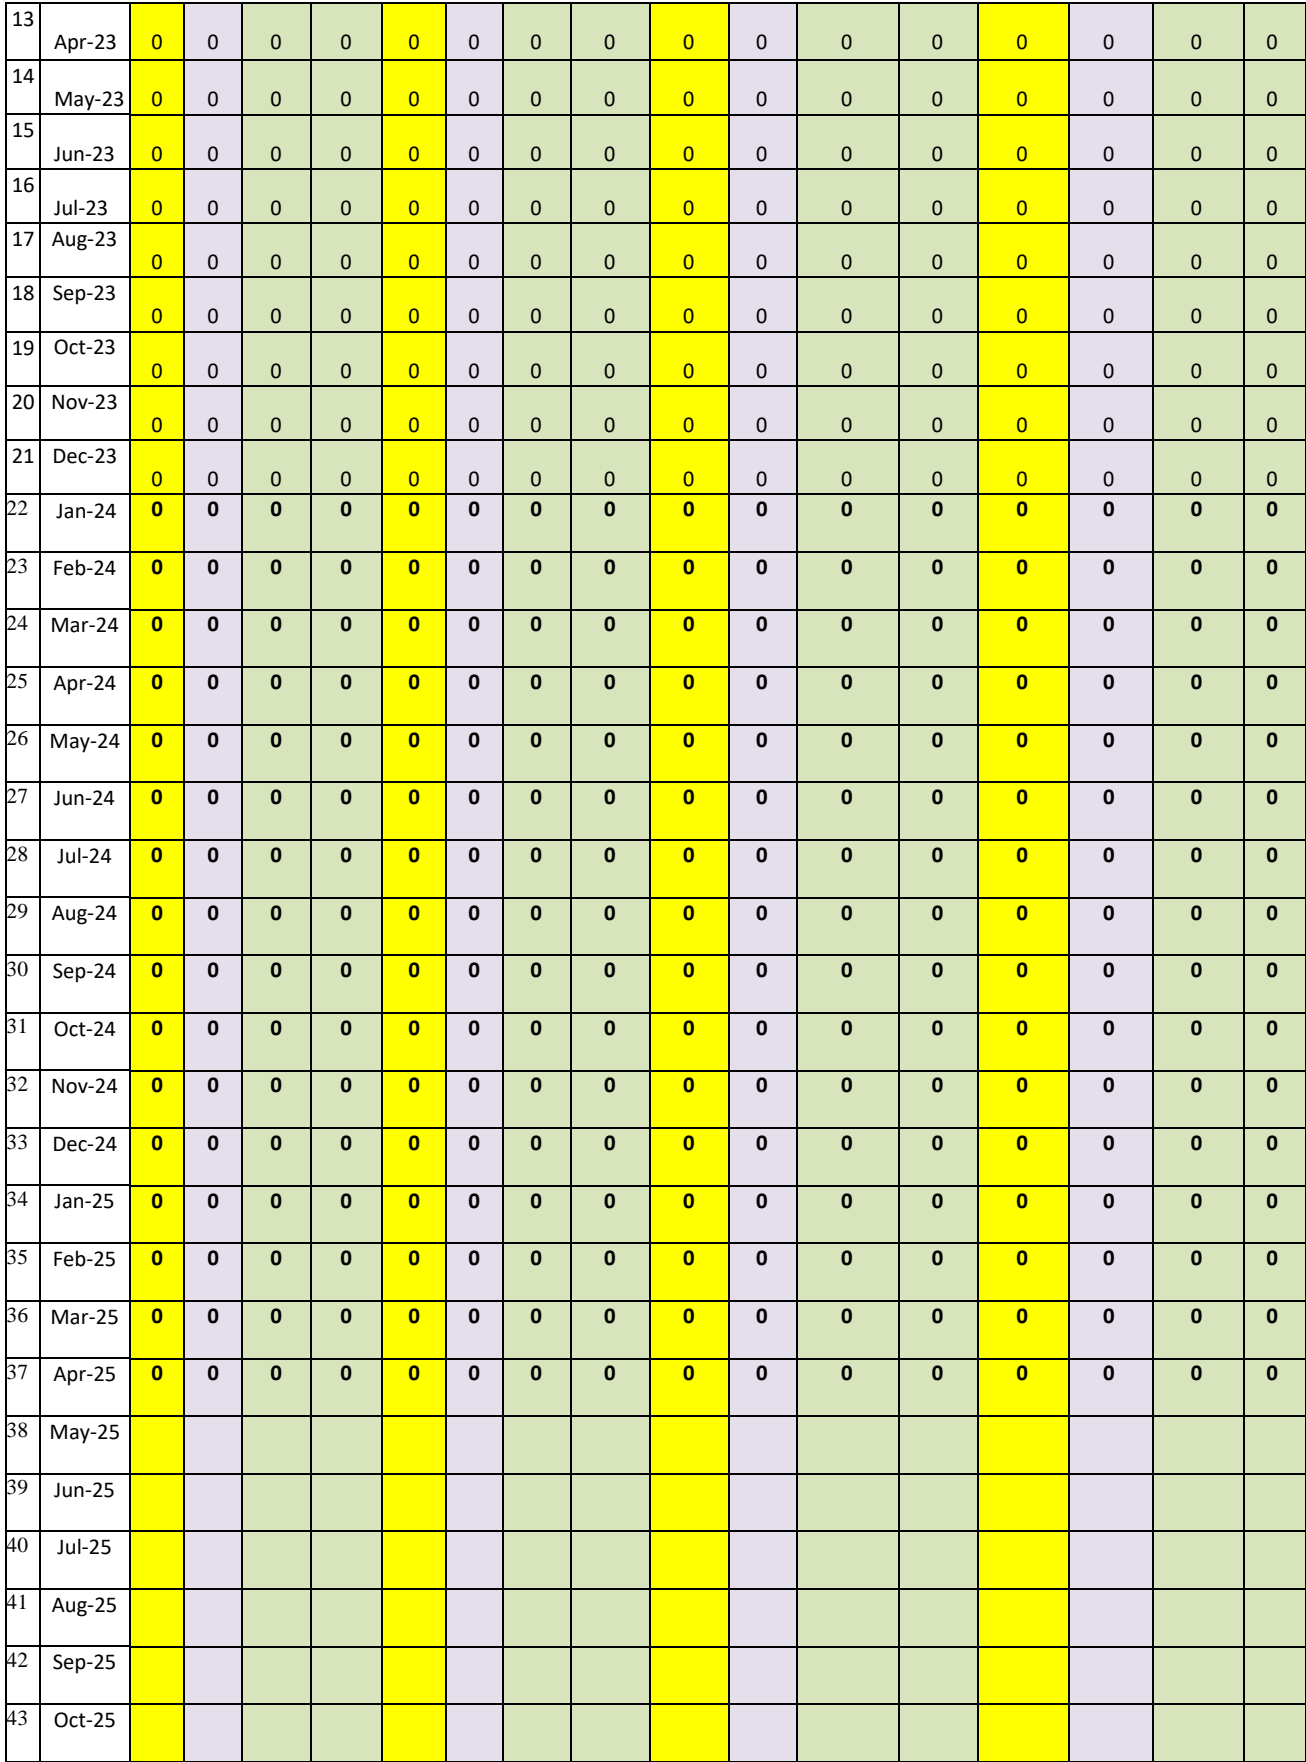 13 Apr-23 0 0 0 0 0 0 0 0 0 0 0 0 0 0 0 0
14 May-23 0 0 0 0 0 0 0 0 0 0 0 0 0 0 0 0
15 Jun-23 0 0 0 0 0 0 0 0 0 0 0 0 0 0 0 0
16 Jul-23 0 0 0 0 0 0 0 0 0 0 0 0 0 0 0 0
17 Aug-23 0 0 0 0 0 0 0 0 0 0 0 0 0 0 0 0
18 Sep-23 0 0 0 0 0 0 0 0 0 0 0 0 0 0 0 0
19 Oct-23 0 0 0 0 0 0 0 0 0 0 0 0 0 0 0 0
20 Nov-23 0 0 0 0 0 0 0 0 0 0 0 0 0 0 0 0
21 Dec-23 0 0 0 0 0 0 0 0 0 0 0 0 0 0 0 0
22 Jan-24 0 0 0 0 0 0 0 0 0 0 0 0 0 0 0 0
23 Feb-24 0 0 0 0 0 0 0 0 0 0 0 0 0 0 0 0
24 Mar-24 0 0 0 0 0 0 0 0 0 0 0 0 0 0 0 0
25 Apr-24 0 0 0 0 0 0 0 0 0 0 0 0 0 0 0 0
26 May-24 0 0 0 0 0 0 0 0 0 0 0 0 0 0 0 0
27 Jun-24 0 0 0 0 0 0 0 0 0 0 0 0 0 0 0 0
28 Jul-24 0 0 0 0 0 0 0 0 0 0 0 0 0 0 0 0
29 Aug-24 0 0 0 0 0 0 0 0 0 0 0 0 0 0 0 0
30 Sep-24 0 0 0 0 0 0 0 0 0 0 0 0 0 0 0 0
31 Oct-24 0 0 0 0 0 0 0 0 0 0 0 0 0 0 0 0
32 Nov-24 0 0 0 0 0 0 0 0 0 0 0 0 0 0 0 0
33 Dec-24 0 0 0 0 0 0 0 0 0 0 0 0 0 0 0 0
34 Jan-25 0 0 0 0 0 0 0 0 0 0 0 0 0 0 0 0
35 Feb-25 0 0 0 0 0 0 0 0 0 0 0 0 0 0 0 0
36 Mar-25 0 0 0 0 0 0 0 0 0 0 0 0 0 0 0 0
37 Apr-25 0 0 0 0 0 0 0 0 0 0 0 0 0 0 0 0
38 May-25
39 Jun-25
40 Jul-25
41 Aug-25
42 Sep-25
43 Oct-25